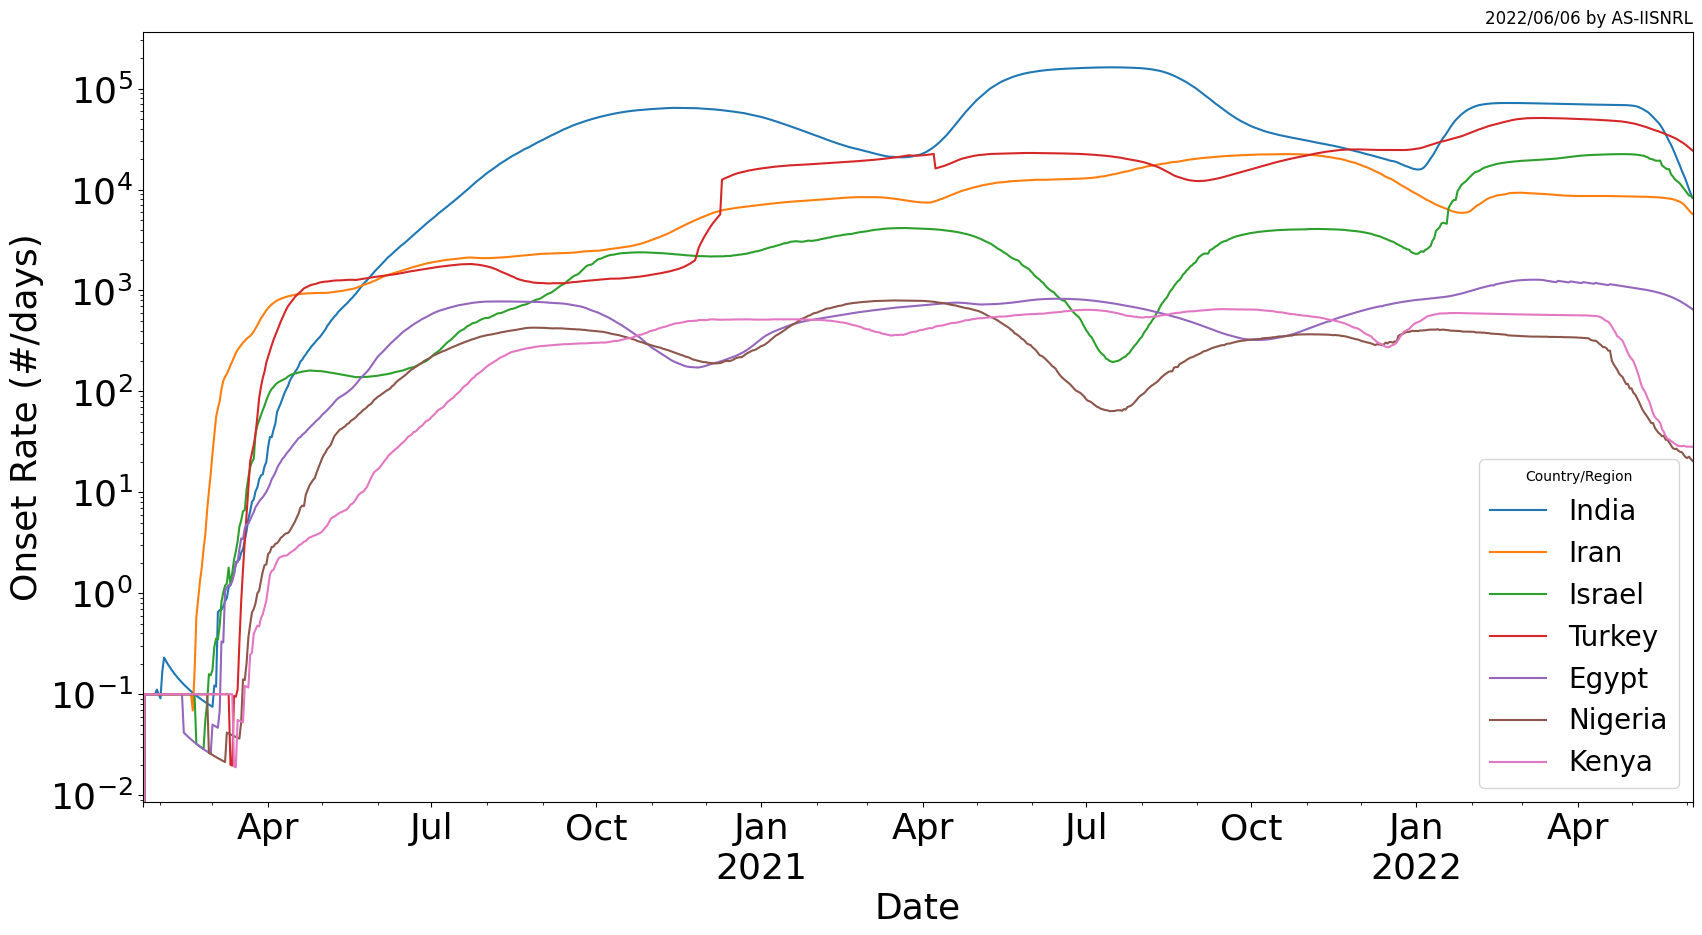 2022/06/06 by AS-IISNRL
Onset Rate (#/days)
10^5
10^4
10^3
10^2
10^1
10^0
10^−1
10^−2
Country/Region
India
Iran
Israel
Turkey
Egypt
Nigeria
Kenya
Apr Jul Oct Jan Apr Jul Oct Jan Apr
2021 2022
Date